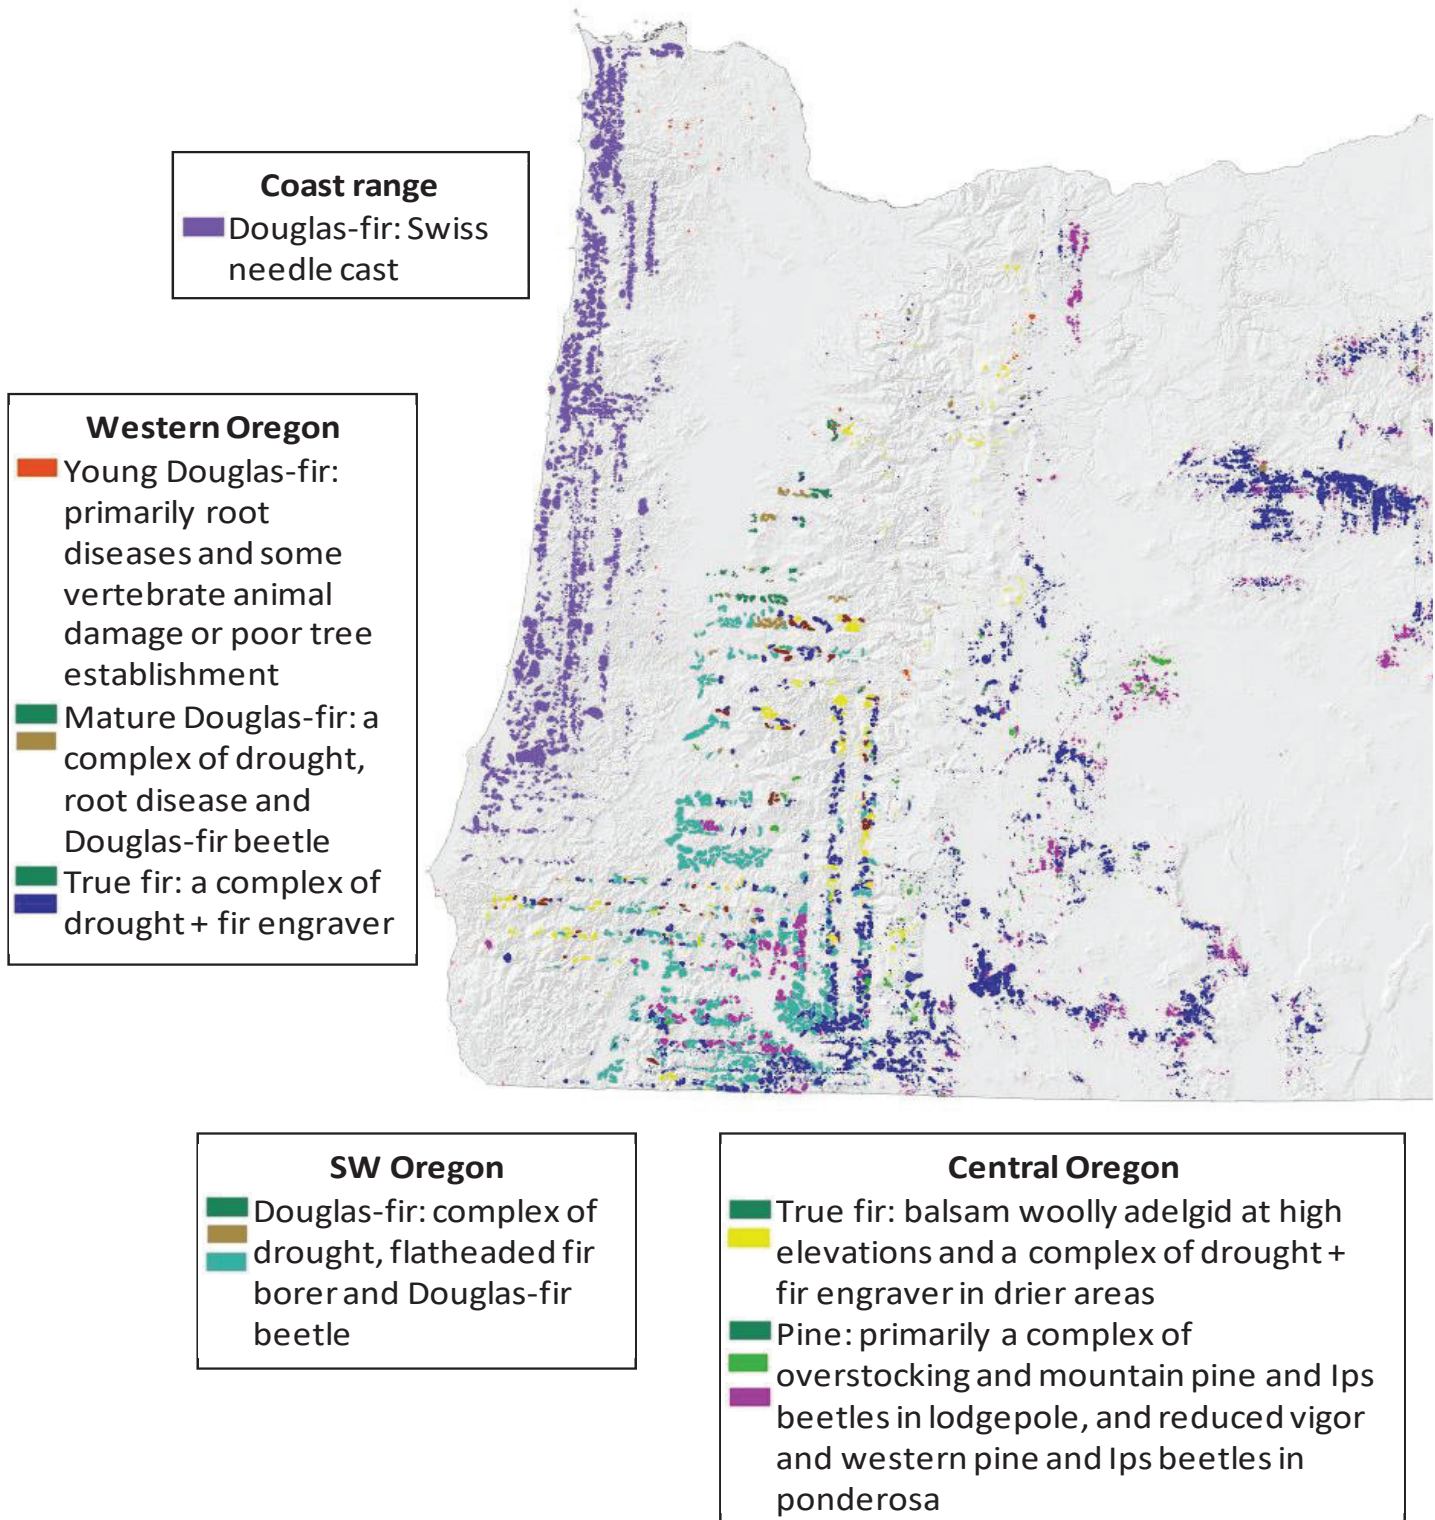 Coast range
Douglas-fir: Swiss
needle cast
Western Oregon
Young Douglas-fir:
primarily root
diseases and some
vertebrate animal
damage or poor tree
establishment
Mature Douglas-fir: a
complex of drought,
root disease and
Douglas-fir beetle
True fir: a complex of
drought + fir engraver
SW Oregon
Douglas-fir: complex of
drought, flatheaded fir
borer and Douglas-fir
beetle
Central Oregon
True fir: balsam woolly adelgid at high
elevations and a complex of drought +
fir engraver in drier areas
Pine: primarily a complex of
overstocking and mountain pine and Ips
beetles in lodgepole, and reduced vigor
and western pine and Ips beetles in
ponderosa